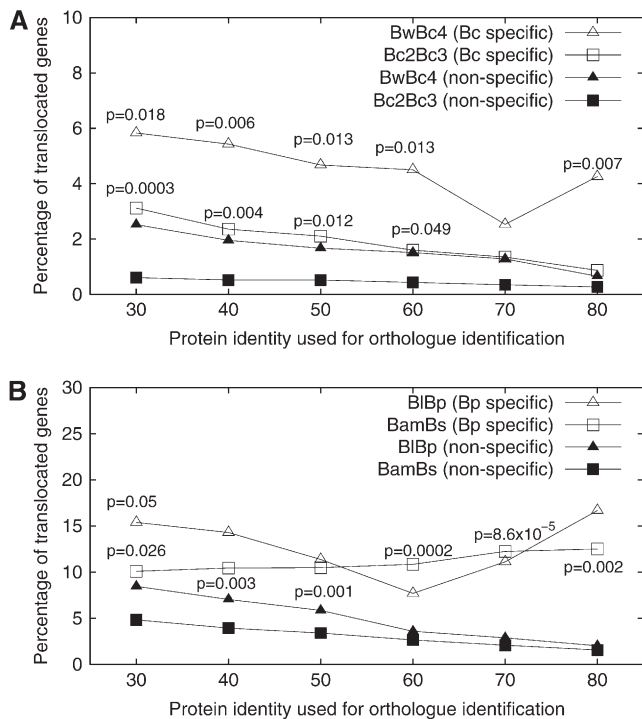 A
Percentage of translocated genes
10
8
6
4
2
0
BwBc4 (Bc specific)
Bc2Bc3 (Bc specific)
BwBc4 (non-specific)
Bc2Bc3 (non-specific)
p=0.018
p=0.006
p=0.013
p=0.013
p=0.007
p=0.0003
p=0.004
p=0.012
p=0.049
30 40 50 60 70 80
Protein identity used for orthologue identification
B
Percentage of translocated genes
30
25
20
15
10
5
0
BlBp (Bp specific)
BamBs (Bp specific)
BlBp (non-specific)
BamBs (non-specific)
p=0.05
p=0.026
p=0.003
p=0.001
p=0.0002
p=8.6x10⁻⁵
p=0.002
30 40 50 60 70 80
Protein identity used for orthologue identification